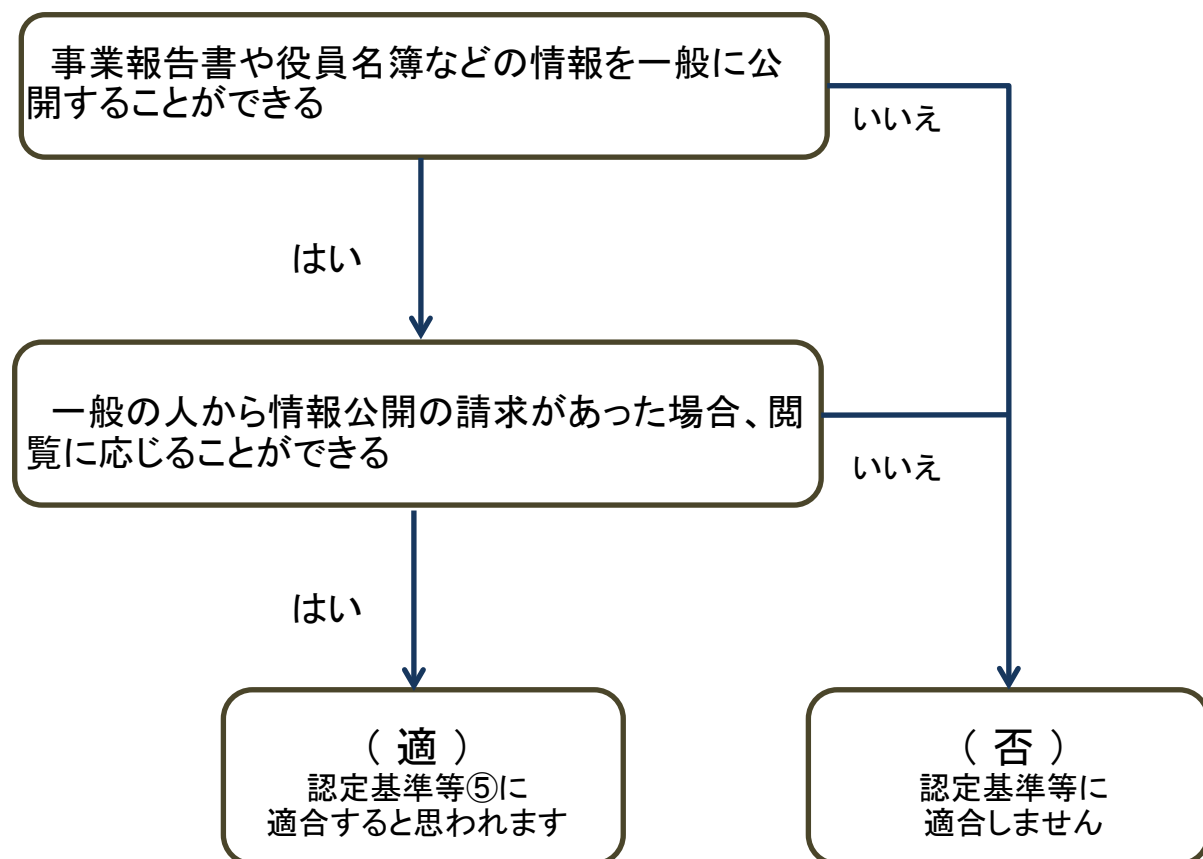 事業報告書や役員名簿などの情報を一般に公
開することができる
いいえ
はい
一般の人から情報公開の請求があった場合、閲
覧に応じることができる
いいえ
はい
（ 適 ）
認定基準等⑤に
適合すると思われます
（ 否 ）
認定基準等に
適合しません